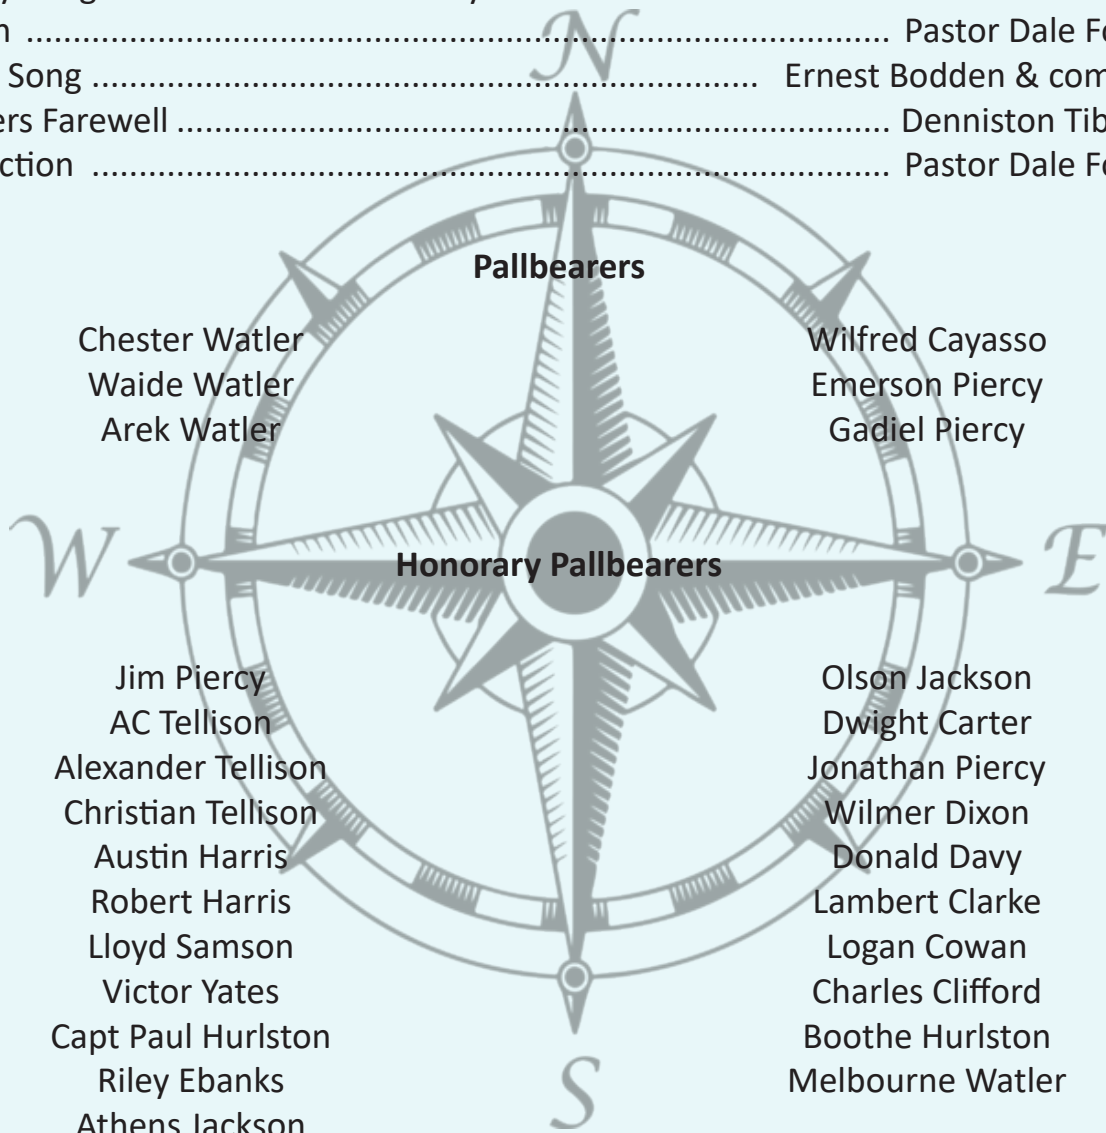 N
Pastor Dale
Song ........................................................................ Ernest Bodden &
Farewell ............................................................................ Denniston
Pastor Dale
Pallbearers
Chester Watler
Waide Watler
Arek Watler
Wilfred Cayasso
Emerson Piercy
Gadiel Piercy
W
E
Honorary Pallbearers
Jim Piercy
AC Tellison
Alexander Tellison
Christian Tellison
Austin Harris
Robert Harris
Lloyd Samson
Victor Yates
Capt Paul Hurlston
Riley Ebanks
Athens Jackson
Olson Jackson
Dwight Carter
Jonathan Piercy
Wilmer Dixon
Donald Davy
Lambert Clarke
Logan Cowan
Charles Clifford
Boothe Hurlston
Melbourne Watler
S